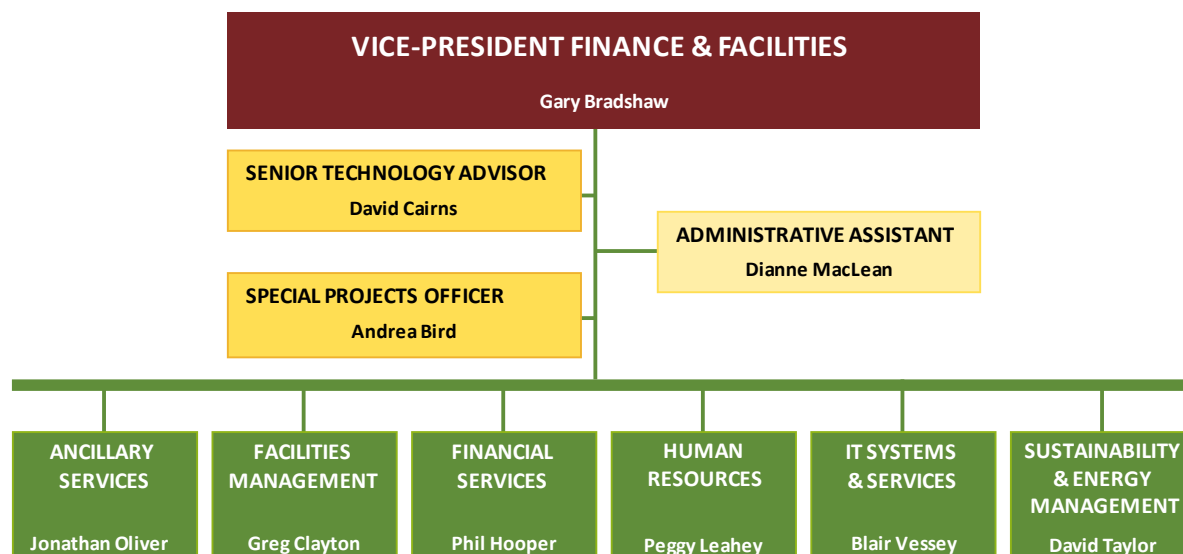 VICE-PRESIDENT FINANCE & FACILITIES
Gary Bradshaw
SENIOR TECHNOLOGY ADVISOR
David Cairns
ADMINISTRATIVE ASSISTANT
Dianne MacLean
SPECIAL PROJECTS OFFICER
Andrea Bird
ANCILLARY
SERVICES
Jonathan Oliver
FACILITIES
MANAGEMENT
Greg Clayton
FINANCIAL
SERVICES
Phil Hooper
HUMAN
RESOURCES
Peggy Leahey
IT SYSTEMS
& SERVICES
Blair Vessey
SUSTAINABILITY
& ENERGY
MANAGEMENT
David Taylor